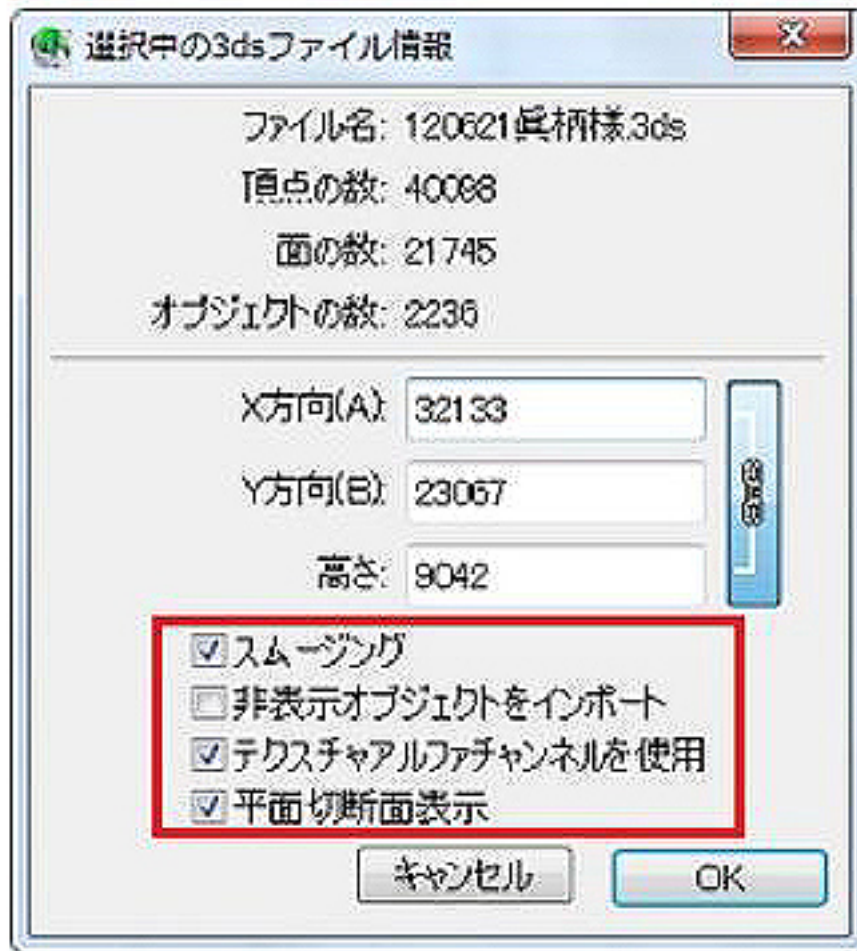 選択中の3dsファイル情報
ファイル名: 120621眞柄様.3ds
頂点の数: 40098
面の数: 21745
オブジェクトの数: 2236
X方向(A): 32133
Y方向(B): 23067
高さ: 9042
スムージング
非表示オブジェクトをインポート
テクスチャアルファチャンネルを使用
平面切断面表示
キャンセル OK